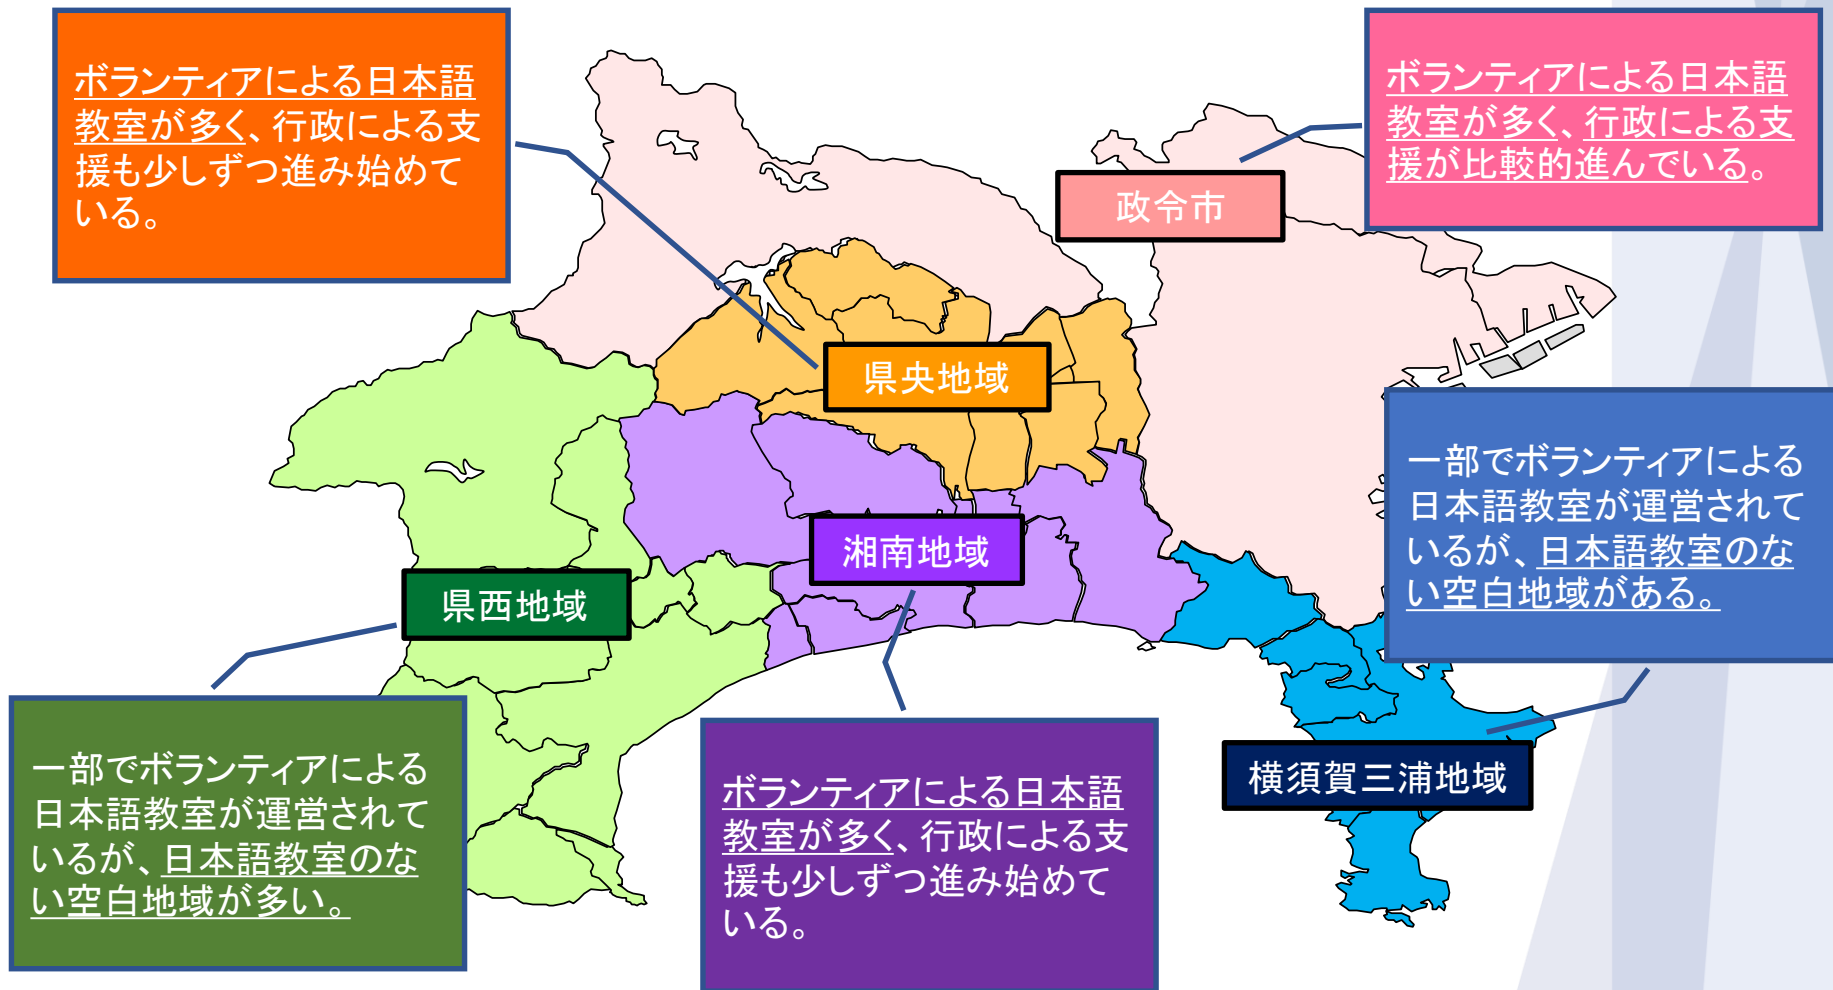 ボランティアによる日本語
教室が多く、行政による支
援も少しずつ進み始めて
いる。
ボランティアによる日本語
教室が多く、行政による支
援が比較的進んでいる。
政令市
県央地域
一部でボランティアによる
日本語教室が運営されて
いるが、日本語教室のな
い空白地域がある。
湘南地域
県西地域
横須賀三浦地域
一部でボランティアによる
日本語教室が運営されて
いるが、日本語教室のな
い空白地域が多い。
ボランティアによる日本語
教室が多く、行政による支
援も少しずつ進み始めて
いる。